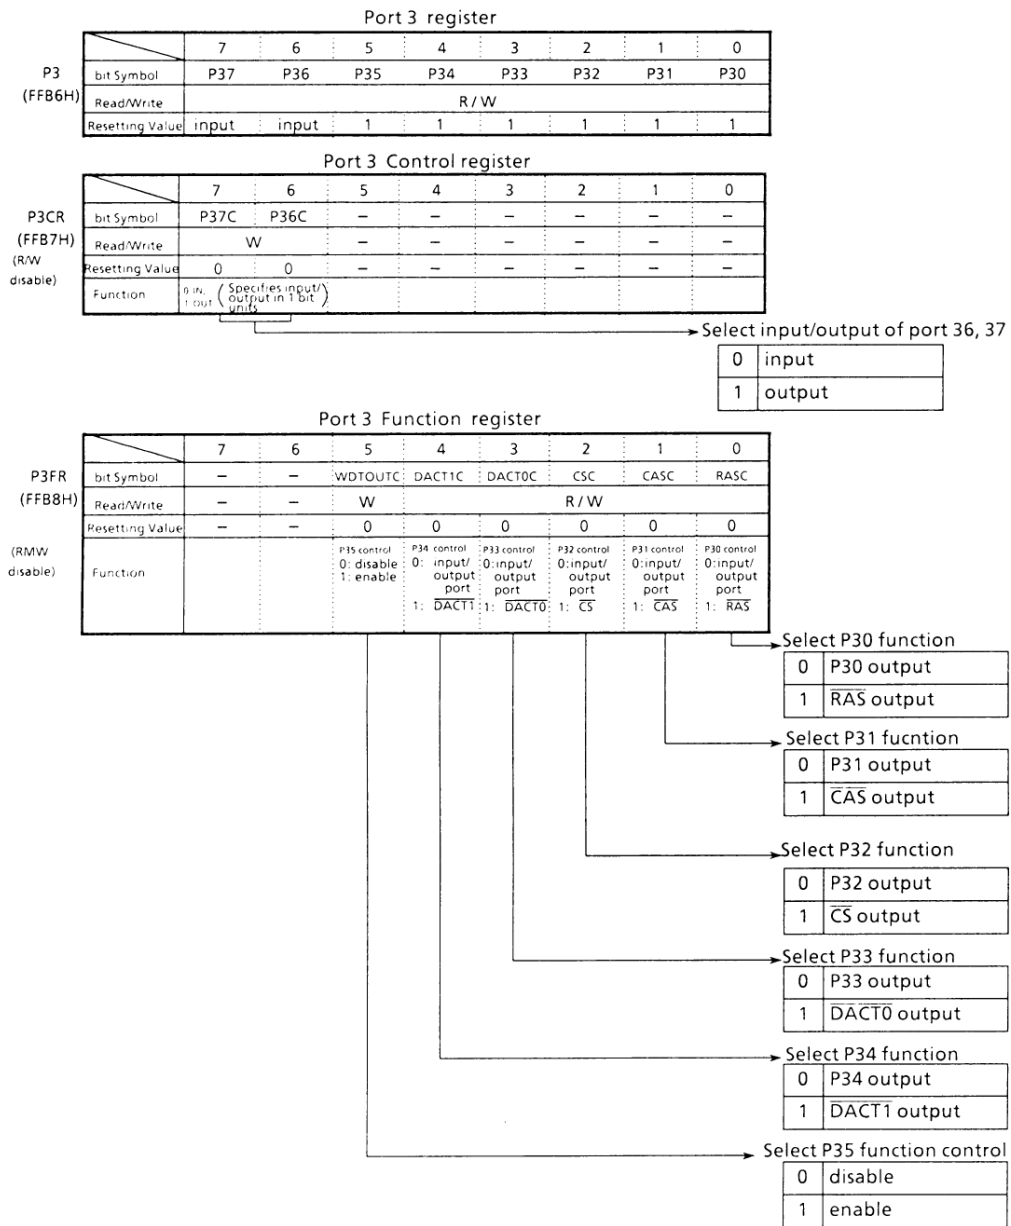 Port 3 register
7 6 5 4 3 2 1 0
P3 bit Symbol P37 P36 P35 P34 P33 P32 P31 P30
(FFB6H) Read/Write R / W
Resetting Value input input 1 1 1 1 1 1
Port 3 Control register
7 6 5 4 3 2 1 0
P3CR bit Symbol P37C P36C – – – – – –
(FFB7H) Read/Write W – – – – – –
(R/W disable) Resetting Value 0 0 – – – – – –
Function 0 IN, 1 OUT (Specifies input/output in 1 bit units)
Select input/output of port 36, 37
0 input
1 output
Port 3 Function register
7 6 5 4 3 2 1 0
P3FR bit Symbol – – WDTOUTC DACT1C DACT0C CSC CASC RASC
(FFB8H) Read/Write – – W R / W
Resetting Value – – 0 0 0 0 0 0
(RMW disable)
Function
P35 control 0: disable 1: enable
P34 control 0: input/output port 1: DACT1
P33 control 0:input/output port 1: DACT0
P32 control 0:input/output port 1: CS
P31 control 0:input/output port 1: CAS
P30 control 0:input/output port 1: RAS
Select P30 function
0 P30 output
1 RAS output
Select P31 fucntion
0 P31 output
1 CAS output
Select P32 function
0 P32 output
1 CS output
Select P33 function
0 P33 output
1 DACT0 output
Select P34 function
0 P34 output
1 DACT1 output
Select P35 function control
0 disable
1 enable